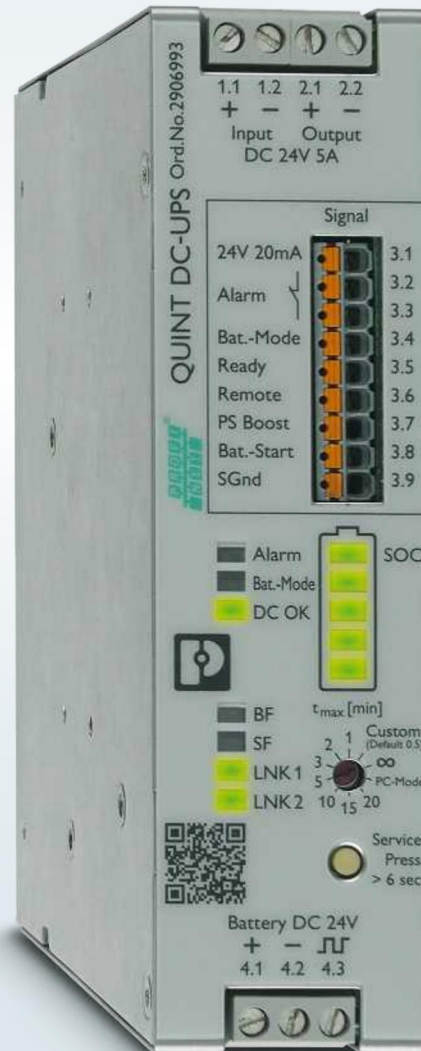 QUINT DC-UPS Ord.No.2906993
1.1 1.2 2.1 2.2
+ − + −
Input Output
DC 24V 5A
Signal
24V 20mA 3.1
3.2
Alarm
3.3
Bat.-Mode 3.4
Ready 3.5
Remote 3.6
PS Boost 3.7
Bat.-Start 3.8
SGnd 3.9
QUINT
POWER
Alarm
Bat.-Mode
DC OK
SOC
BF
SF
LNK 1
LNK 2
tmax [min]
Custom
(Default 0.5)
∞
PC-Mode
1
2
3
5
10 15 20
Service
Press
> 6 sec
Battery DC 24V
+ −
4.1 4.2 4.3